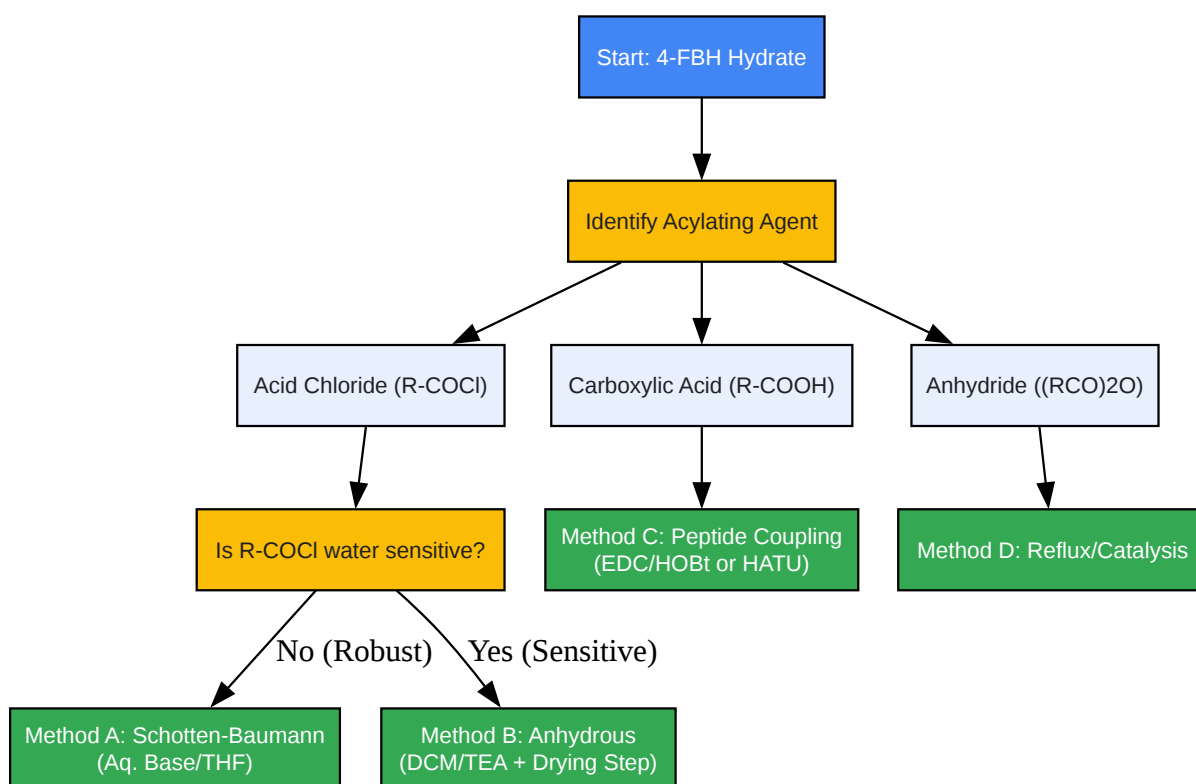 Start: 4-FBH Hydrate
Identify Acylating Agent
Acid Chloride (R-COCl)
Carboxylic Acid (R-COOH)
Anhydride ((RCO)2O)
Is R-COCl water sensitive?
Method C: Peptide Coupling
(EDC/HOBt or HATU)
Method D: Reflux/Catalysis
No (Robust)
Yes (Sensitive)
Method A: Schotten-Baumann
(Aq. Base/THF)
Method B: Anhydrous
(DCM/TEA + Drying Step)